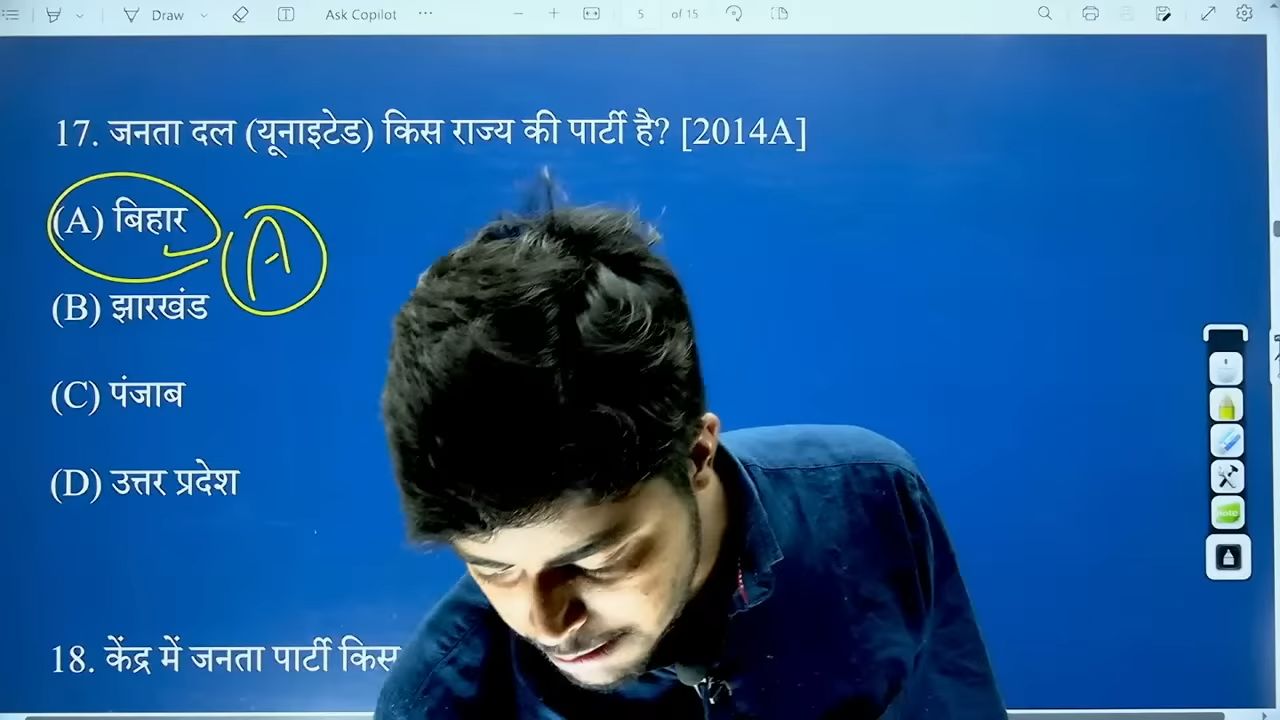 Draw
Ask Copilot
5 of 15
17. जनता दल (यूनाइटेड) किस राज्य की पार्टी है? [2014A]
(A) बिहार
A
(B) झारखंड
(C) पंजाब
(D) उत्तर प्रदेश
18. केंद्र में जनता पार्टी किस